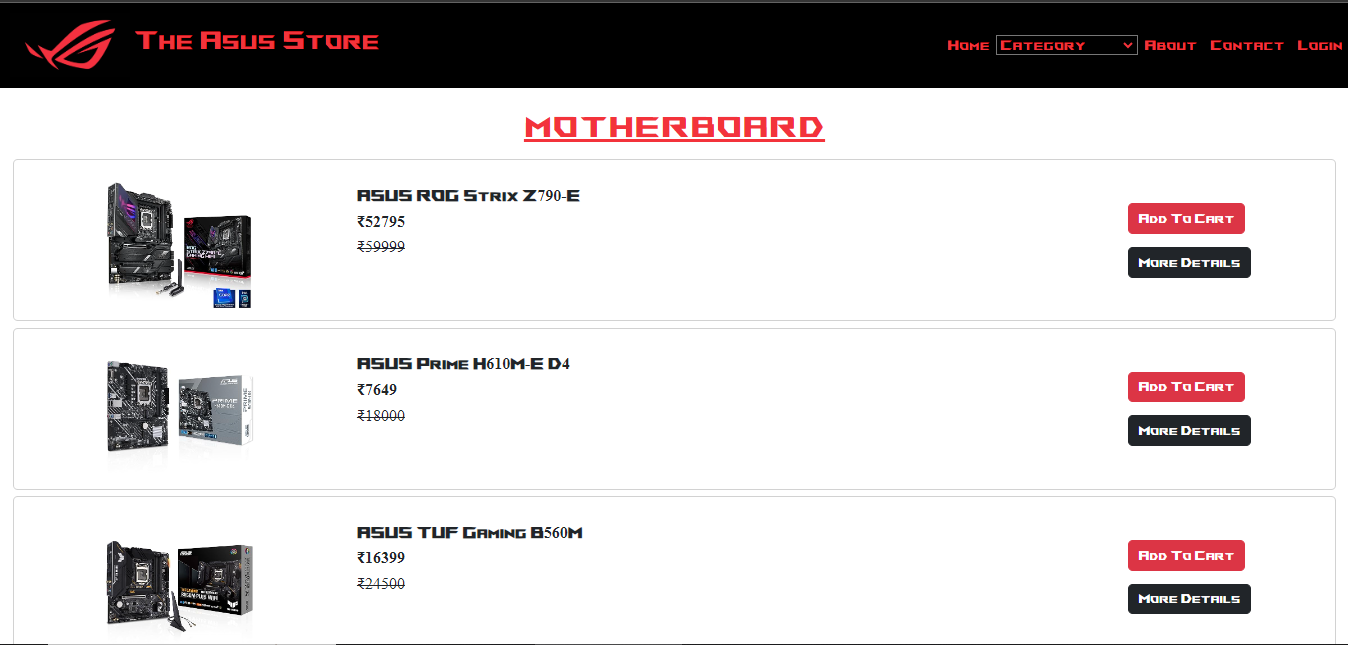 The Asus Store
Home Category About Contact Login
MOTHERBOARD
ASUS ROG Strix Z790-E
₹52795
₹59999
Add To Cart
More Details
ASUS Prime H610M-E D4
₹7649
₹18000
Add To Cart
More Details
PRIME
ASUS TUF Gaming B560M
₹16399
₹24500
Add To Cart
More Details